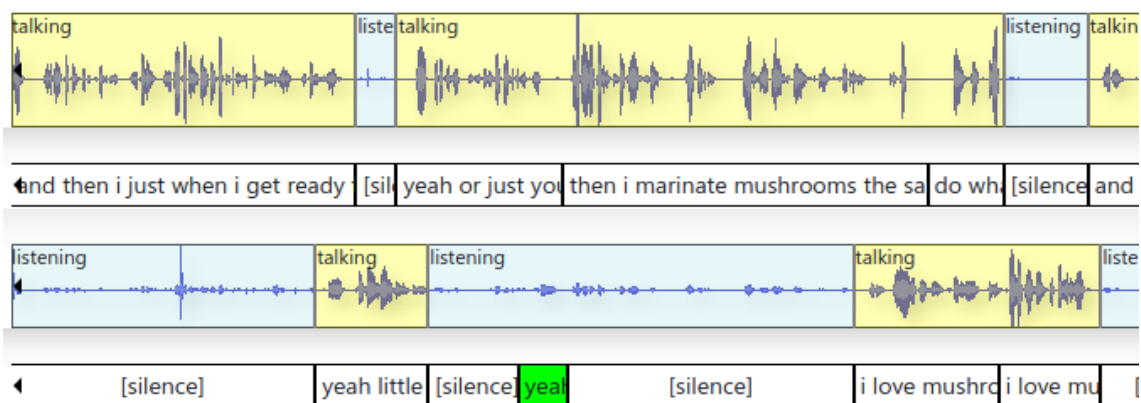 talking liste talking listening talkin
and then i just when i get ready [sil yeah or just you then i marinate mushrooms the sa do wha [silence and
listening talking listening talking liste
[silence] yeah little [silence] yeah [silence] i love mushro i love mu [